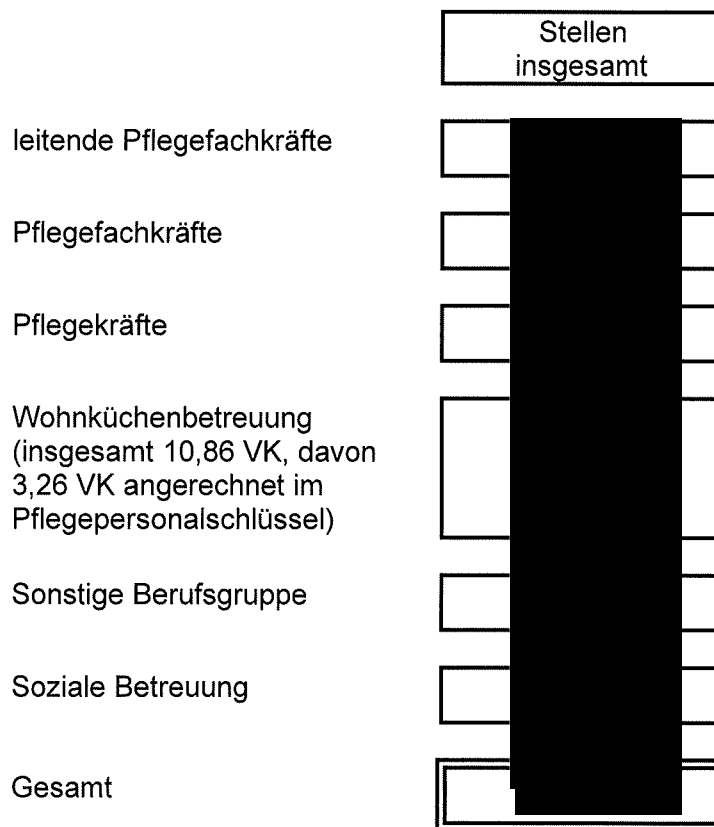 Stellen
insgesamt
leitende Pflegefachkräfte
Pflegefachkräfte
Pflegekräfte
Wohnküchenbetreuung
(insgesamt 10,86 VK, davon
3,26 VK angerechnet im
Pflegepersonalschlüssel)
Sonstige Berufsgruppe
Soziale Betreuung
Gesamt